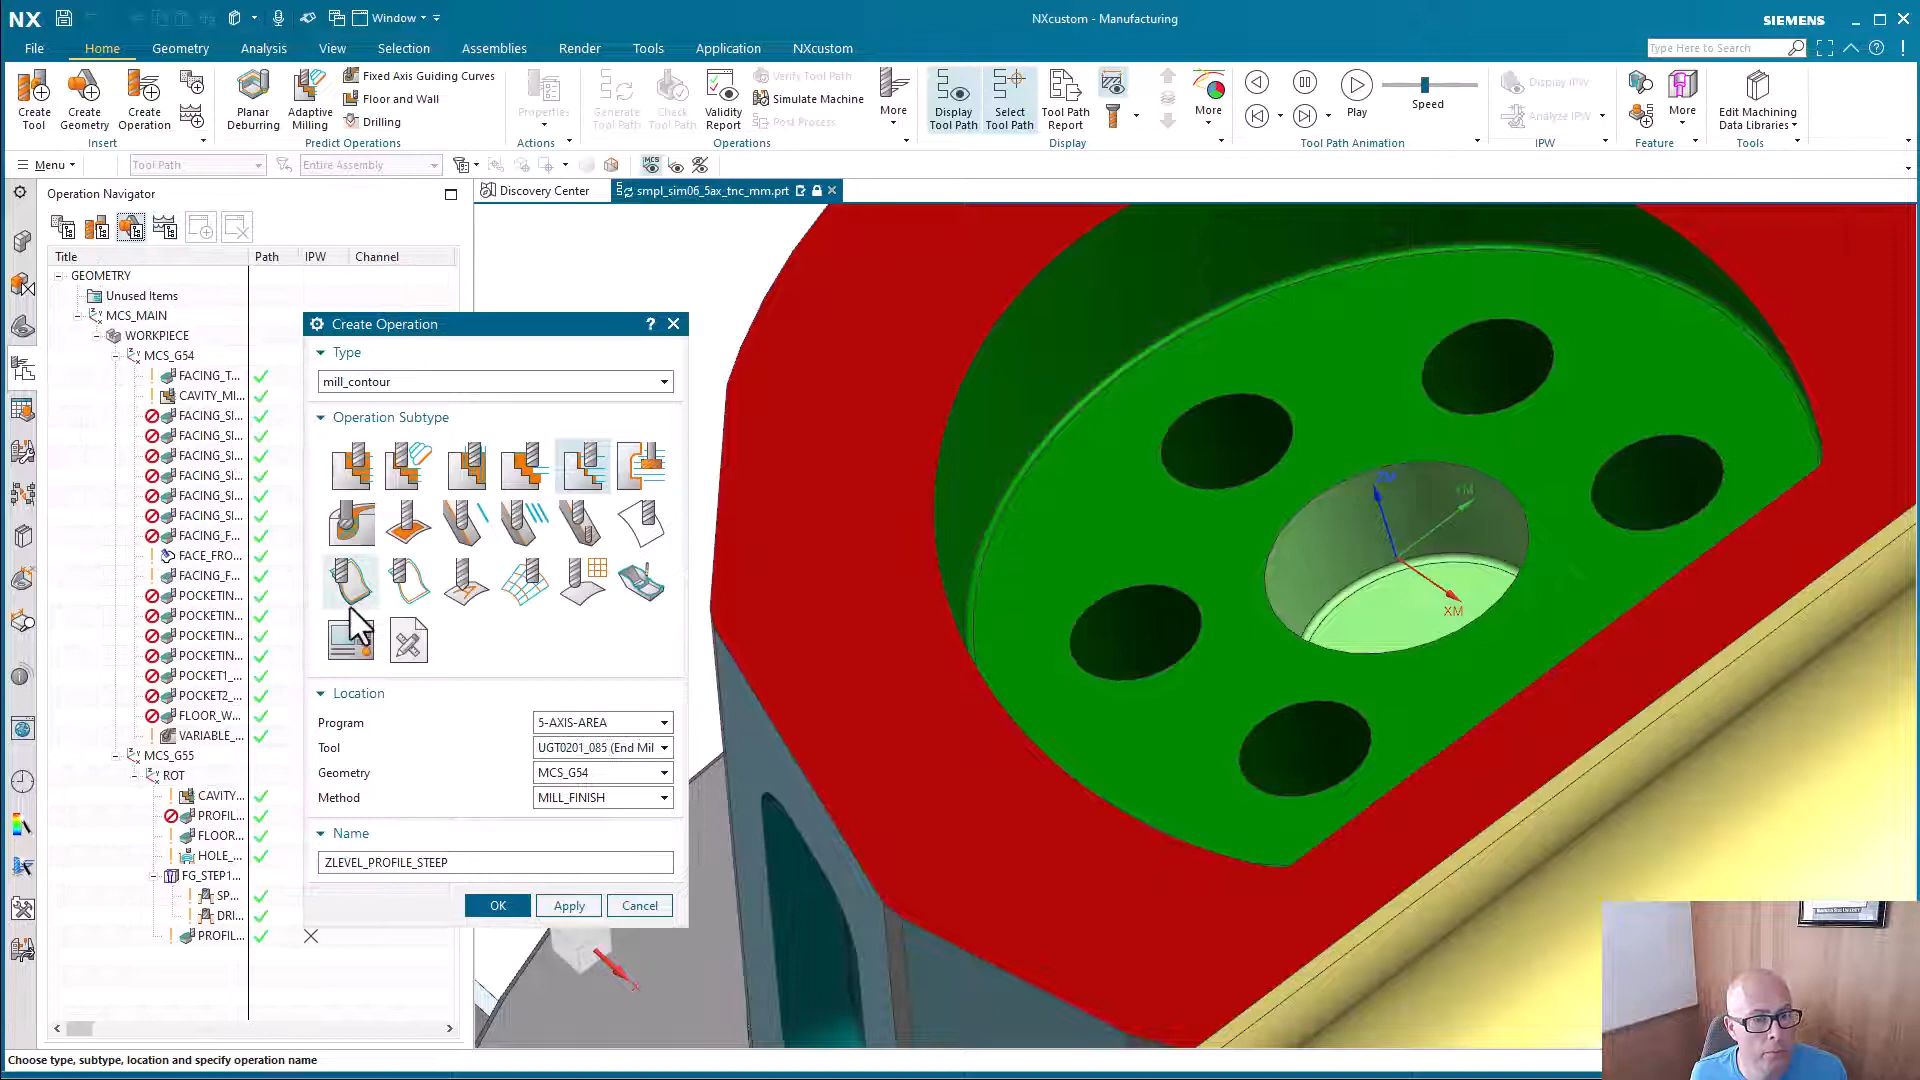 NX
Window
NXcustom - Manufacturing
SIEMENS
File
Home
Geometry
Analysis
View
Selection
Assemblies
Render
Tools
Application
NXcustom
Type Here to Search
Create Tool
Create Geometry
Create Operation
Insert
Planar Deburring
Adaptive Milling
Fixed Axis Guiding Curves
Floor and Wall
Drilling
Predict Operations
Properties
Actions
Generate Tool Path
Check Tool Path
Validity Report
Verify Tool Path
Simulate Machine
Post Process
More
Operations
Display Tool Path
Select Tool Path
Tool Path Report
More
Display
Play
Speed
Tool Path Animation
Display IPW
Analyze IPW
IPW
More
Feature
Edit Machining Data Libraries
Tools
Menu
Tool Path
Entire Assembly
MCS
Operation Navigator
Discovery Center
smpl_sim06_5ax_tnc_mm.prt
Title
Path
IPW
Channel
GEOMETRY
Unused Items
MCS_MAIN
WORKPIECE
MCS_G54
FACING_T...
CAVITY_MI...
FACING_SI...
FACING_SI...
FACING_SI...
FACING_SI...
FACING_SI...
FACING_SI...
FACING_F...
FACE_FRO...
FACING_F...
POCKETIN...
POCKETIN...
POCKETIN...
POCKETIN...
POCKET1_...
POCKET2_...
FLOOR_W...
VARIABLE_...
MCS_G55
ROT
CAVITY...
PROFIL...
FLOOR...
HOLE_...
FG_STEP1...
SP...
DRI...
PROFIL...
Create Operation
Type
mill_contour
Operation Subtype
Location
Program
5-AXIS-AREA
Tool
UGT0201_085 (End Mil
Geometry
MCS_G54
Method
MILL_FINISH
Name
ZLEVEL_PROFILE_STEEP
OK
Apply
Cancel
ZM
YM
XM
X
Choose type, subtype, location and specify operation name